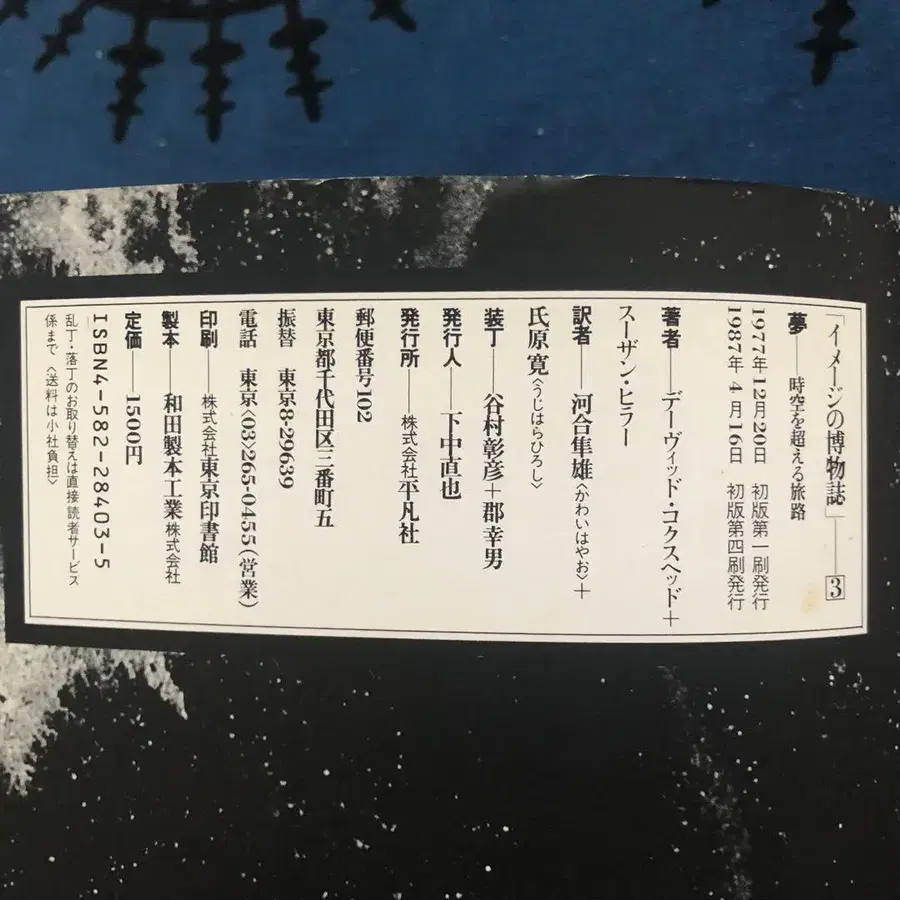 「イメージの博物誌」―3
夢―時空を超える旅路
1977年12月20日 初版第一刷発行
1987年4月16日 初版第四刷発行
著者―デーヴィッド・コクスヘッド+
スーザン・ヒラー
訳者―河合隼雄〈かわいはやお〉+
氏原寛〈うじはらひろし〉
装丁―谷村彰彦+郡幸男
発行人―下中直也
発行所―株式会社平凡社
郵便番号102
東京都千代田区三番町五
振替 東京8-29639
電話 東京〈03〉265-0455(営業)
印刷―株式会社東京印書館
製本―和田製本工業株式会社
定価―1500円
ISBN4-582-28403-5
乱丁・落丁のお取り替えは直接読者サービス
係まで〈送料は小社負担〉